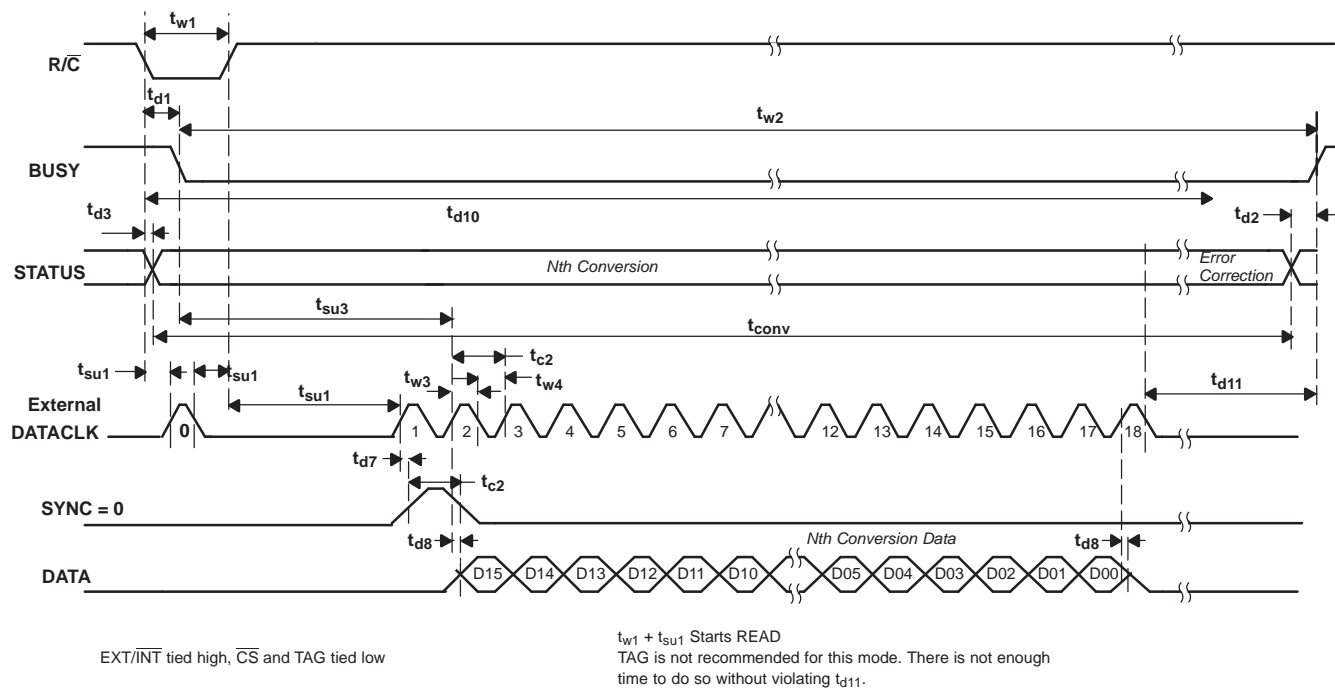 tw1
R/C
td1
tw2
BUSY
td3
td10
td2
STATUS
Nth Conversion
Error
Correction
tsu3
tconv
tc2
tsu1
tsu1
tw3
tw4
tsu1
td11
External
DATACLK
0 1 2 3 4 5 6 7 12 13 14 15 16 17 18
td7
tc2
SYNC = 0
td8
Nth Conversion Data
td8
DATA
D15 D14 D13 D12 D11 D10 D05 D04 D03 D02 D01 D00
EXT/INT tied high, CS and TAG tied low
tw1 + tsu1 Starts READ
TAG is not recommended for this mode. There is not enough
time to do so without violating td11.